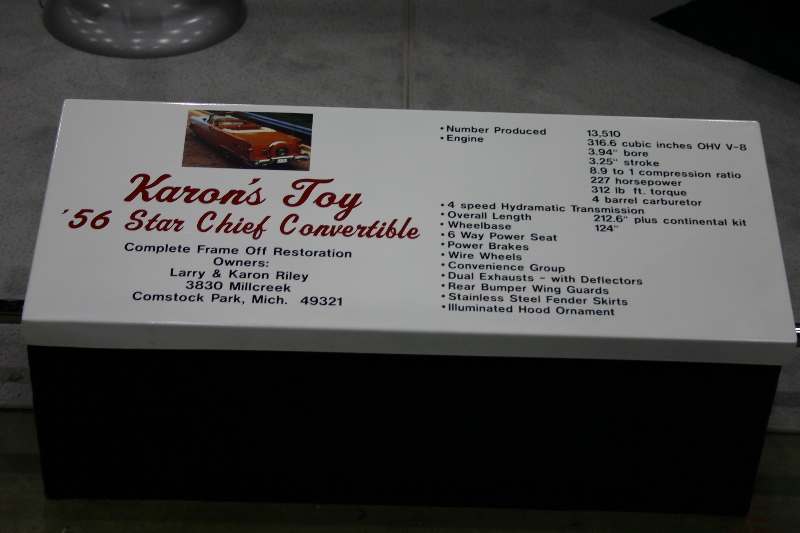 Karon's Toy
'56 Star Chief Convertible
Complete Frame Off Restoration
Owners:
Larry & Karon Riley
3830 Millcreek
Comstock Park, Mich. 49321
• Number Produced 13,510
• Engine 316.6 cubic inches OHV V-8
3.94" bore
3.25" stroke
8.9 to 1 compression ratio
227 horsepower
312 lb ft. torque
4 barrel carburetor
• 4 speed Hydramatic Transmission
• Overall Length 212.6" plus continental kit
• Wheelbase 124"
• 6 Way Power Seat
• Power Brakes
• Wire Wheels
• Convenience Group
• Dual Exhausts - with Deflectors
• Rear Bumper Wing Guards
• Stainless Steel Fender Skirts
• Illuminated Hood Ornament